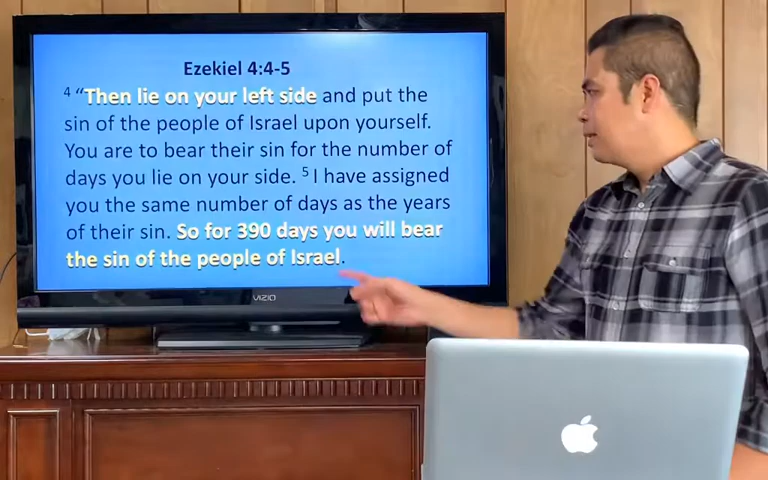 Ezekiel 4:4-5
4 “Then lie on your left side and put the
sin of the people of Israel upon yourself.
You are to bear their sin for the number of
days you lie on your side. 5 I have assigned
you the same number of days as the years
of their sin. So for 390 days you will bear
the sin of the people of Israel.
VIZIO